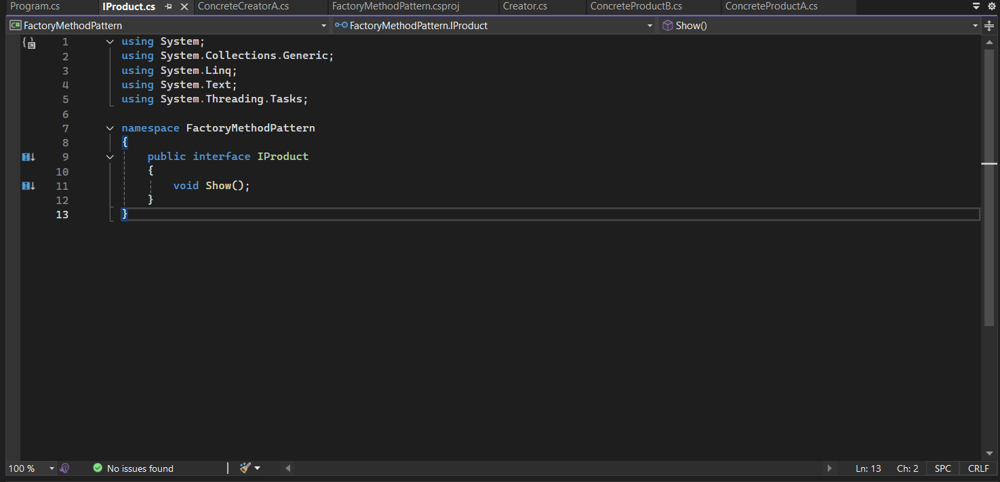 Program.cs IProduct.cs ConcreteCreatorA.cs FactoryMethodPattern.csproj Creator.cs ConcreteProductB.cs ConcreteProductA.cs
C# FactoryMethodPattern FactoryMethodPattern.IProduct Show()
1 using System;
2 using System.Collections.Generic;
3 using System.Linq;
4 using System.Text;
5 using System.Threading.Tasks;
6
7 namespace FactoryMethodPattern
8 {
9 public interface IProduct
10 {
11 void Show();
12 }
13 }
100 % No issues found Ln: 13 Ch: 2 SPC CRLF